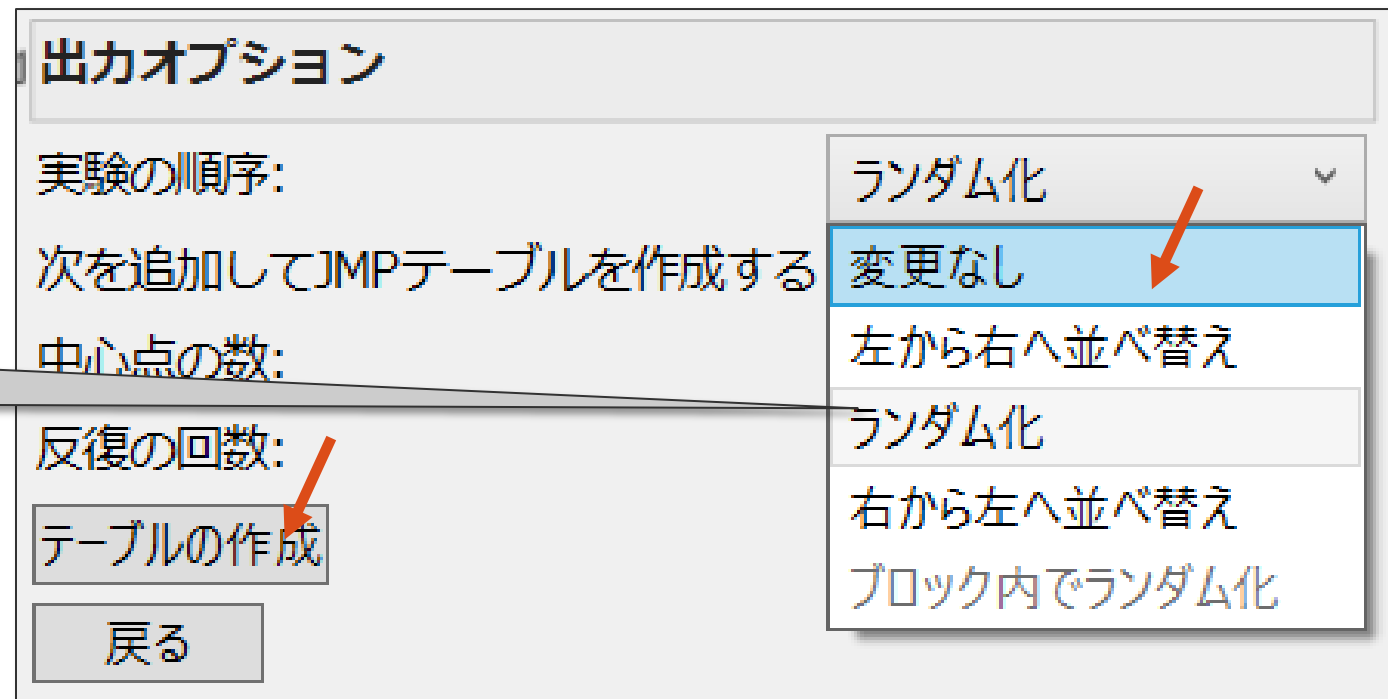 出力オプション
実験の順序:
ランダム化
次を追加してJMPテーブルを作成する
変更なし
左から右へ並べ替え
中心点の数:
ランダム化
反復の回数:
右から左へ並べ替え
テーブルの作成
ブロック内でランダム化
戻る